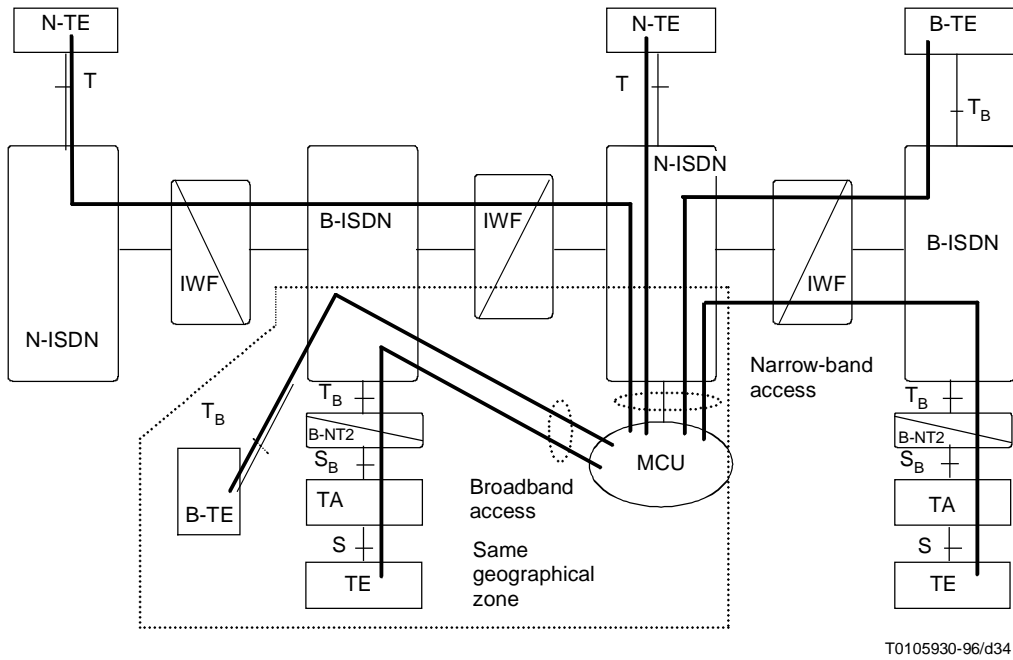 N-TE
N-TE
B-TE
T
T
T_B
N-ISDN
B-ISDN
IWF
B-ISDN
IWF
IWF
N-ISDN
Narrow-band
access
T_B
T_B
T_B
B-NT2
B-NT2
MCU
S_B
S_B
Broadband
access
B-TE
TA
TA
S
S
Same
geographical
zone
TE
TE
T0105930-96/d34